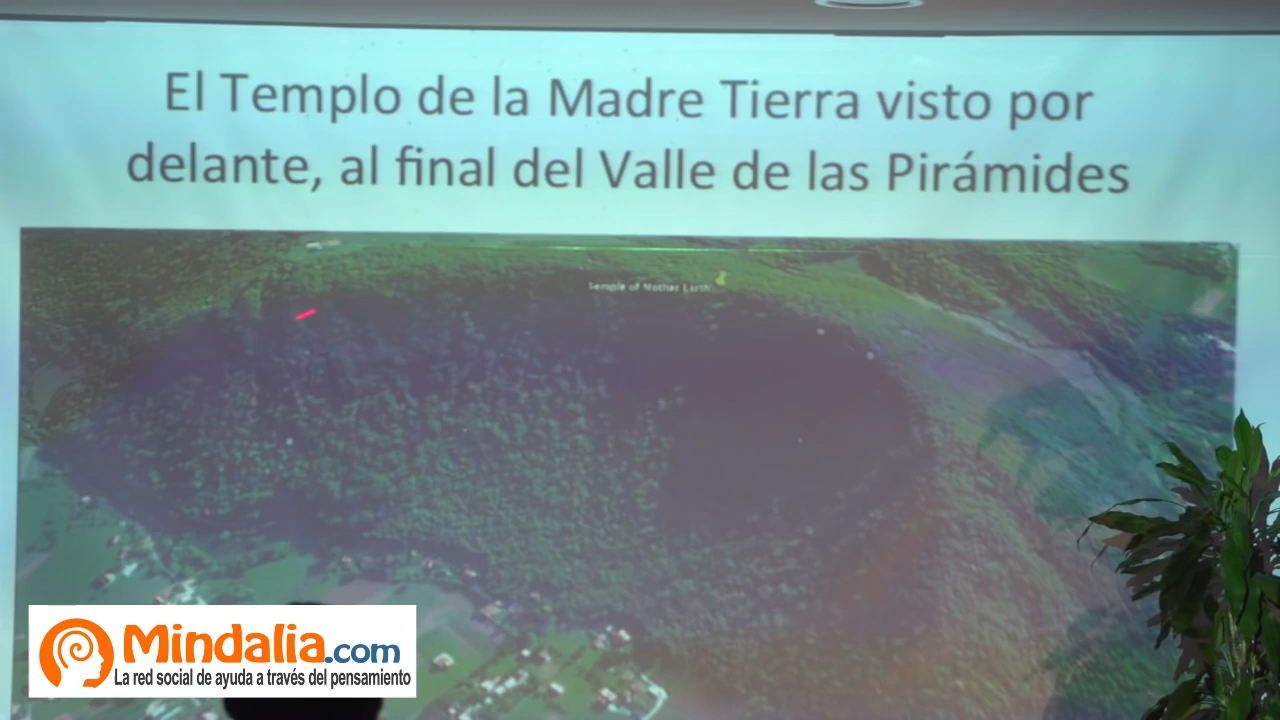 El Templo de la Madre Tierra visto por
delante, al final del Valle de las Pirámides
Temple of Mother Earth
Mindalia.com
La red social de ayuda a través del pensamiento